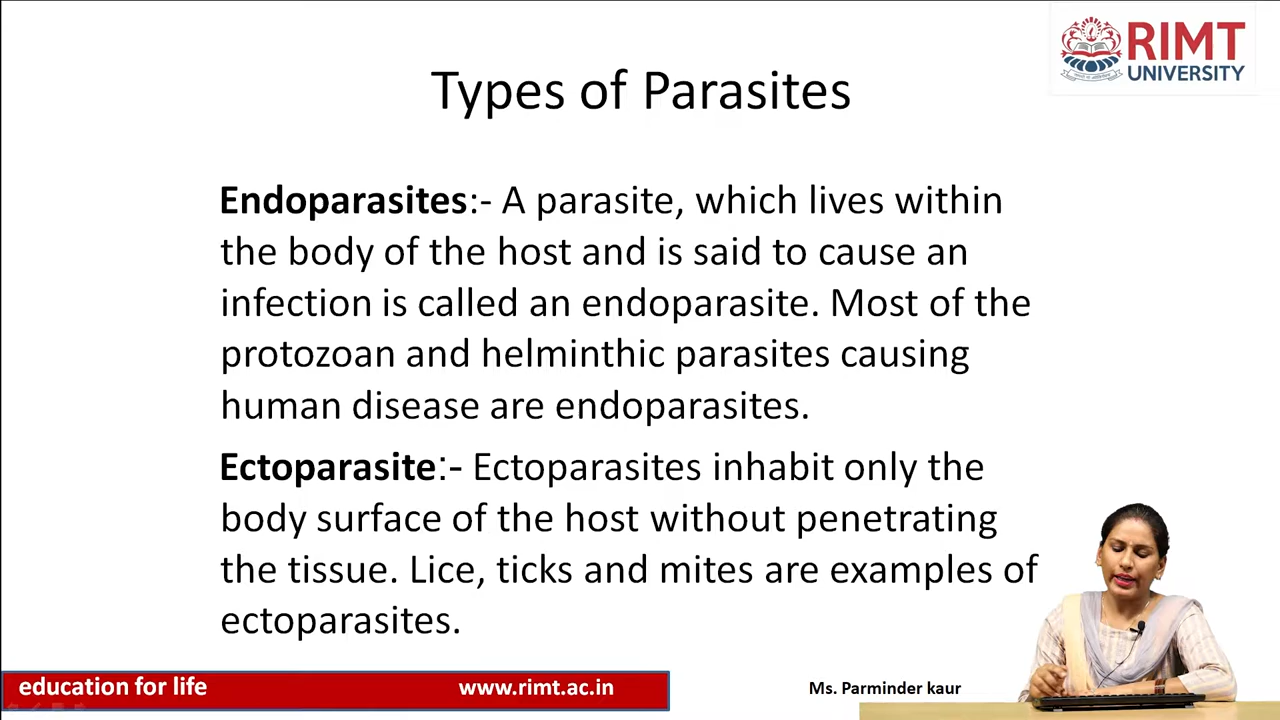 RIMT
UNIVERSITY
Types of Parasites
Endoparasites:- A parasite, which lives within
the body of the host and is said to cause an
infection is called an endoparasite. Most of the
protozoan and helminthic parasites causing
human disease are endoparasites.
Ectoparasite:- Ectoparasites inhabit only the
body surface of the host without penetrating
the tissue. Lice, ticks and mites are examples of
ectoparasites.
education for life
www.rimt.ac.in
Ms. Parminder kaur